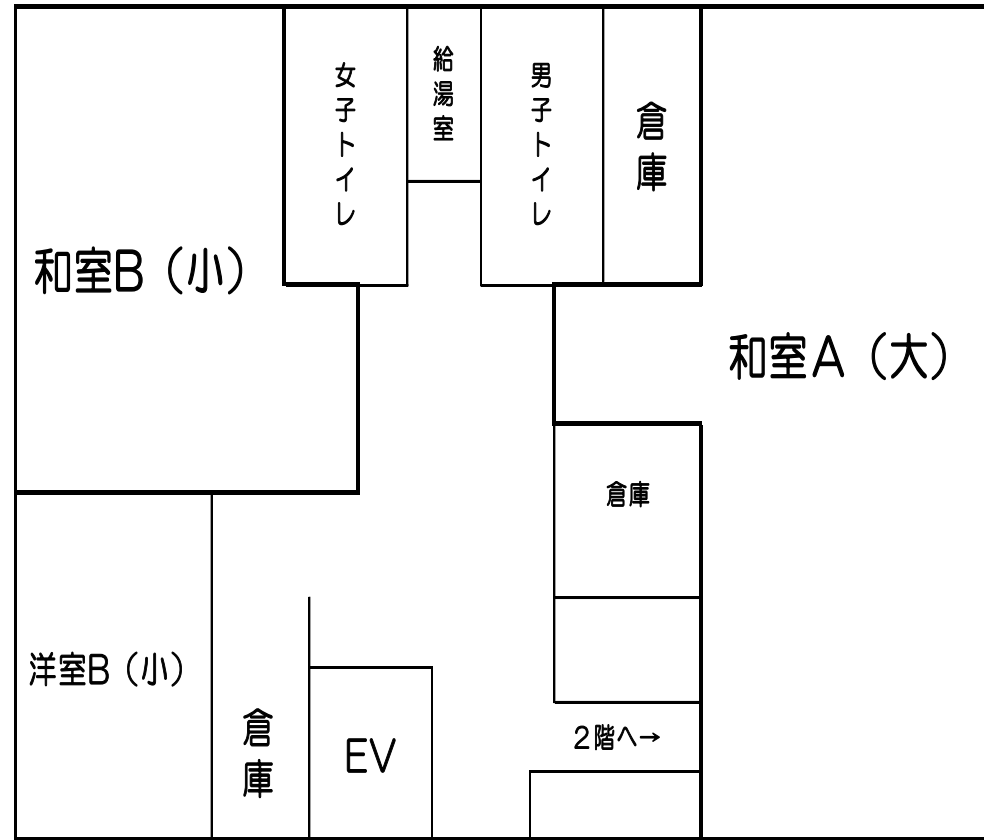 女子トイレ
給湯室
男子トイレ
倉庫
和室B（小）
和室A（大）
倉庫
洋室B（小）
倉庫
EV
２階へ→